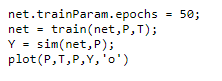 net.trainParam.epochs = 50;
net = train(net,P,T);
Y = sim(net,P);
plot(P,T,P,Y,'o')